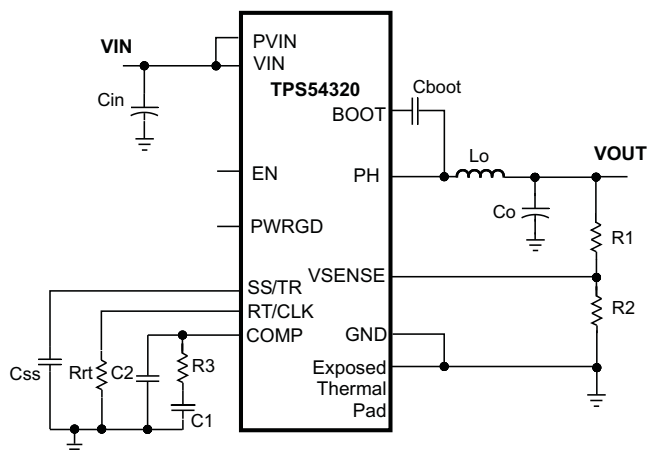 VIN
PVIN
VIN
TPS54320
Cin
BOOT
Cboot
EN
PH
Lo
VOUT
Co
R1
PWRGD
VSENSE
SS/TR
RT/CLK
COMP
R2
GND
Css
Rrt
C2
R3
C1
Exposed
Thermal
Pad